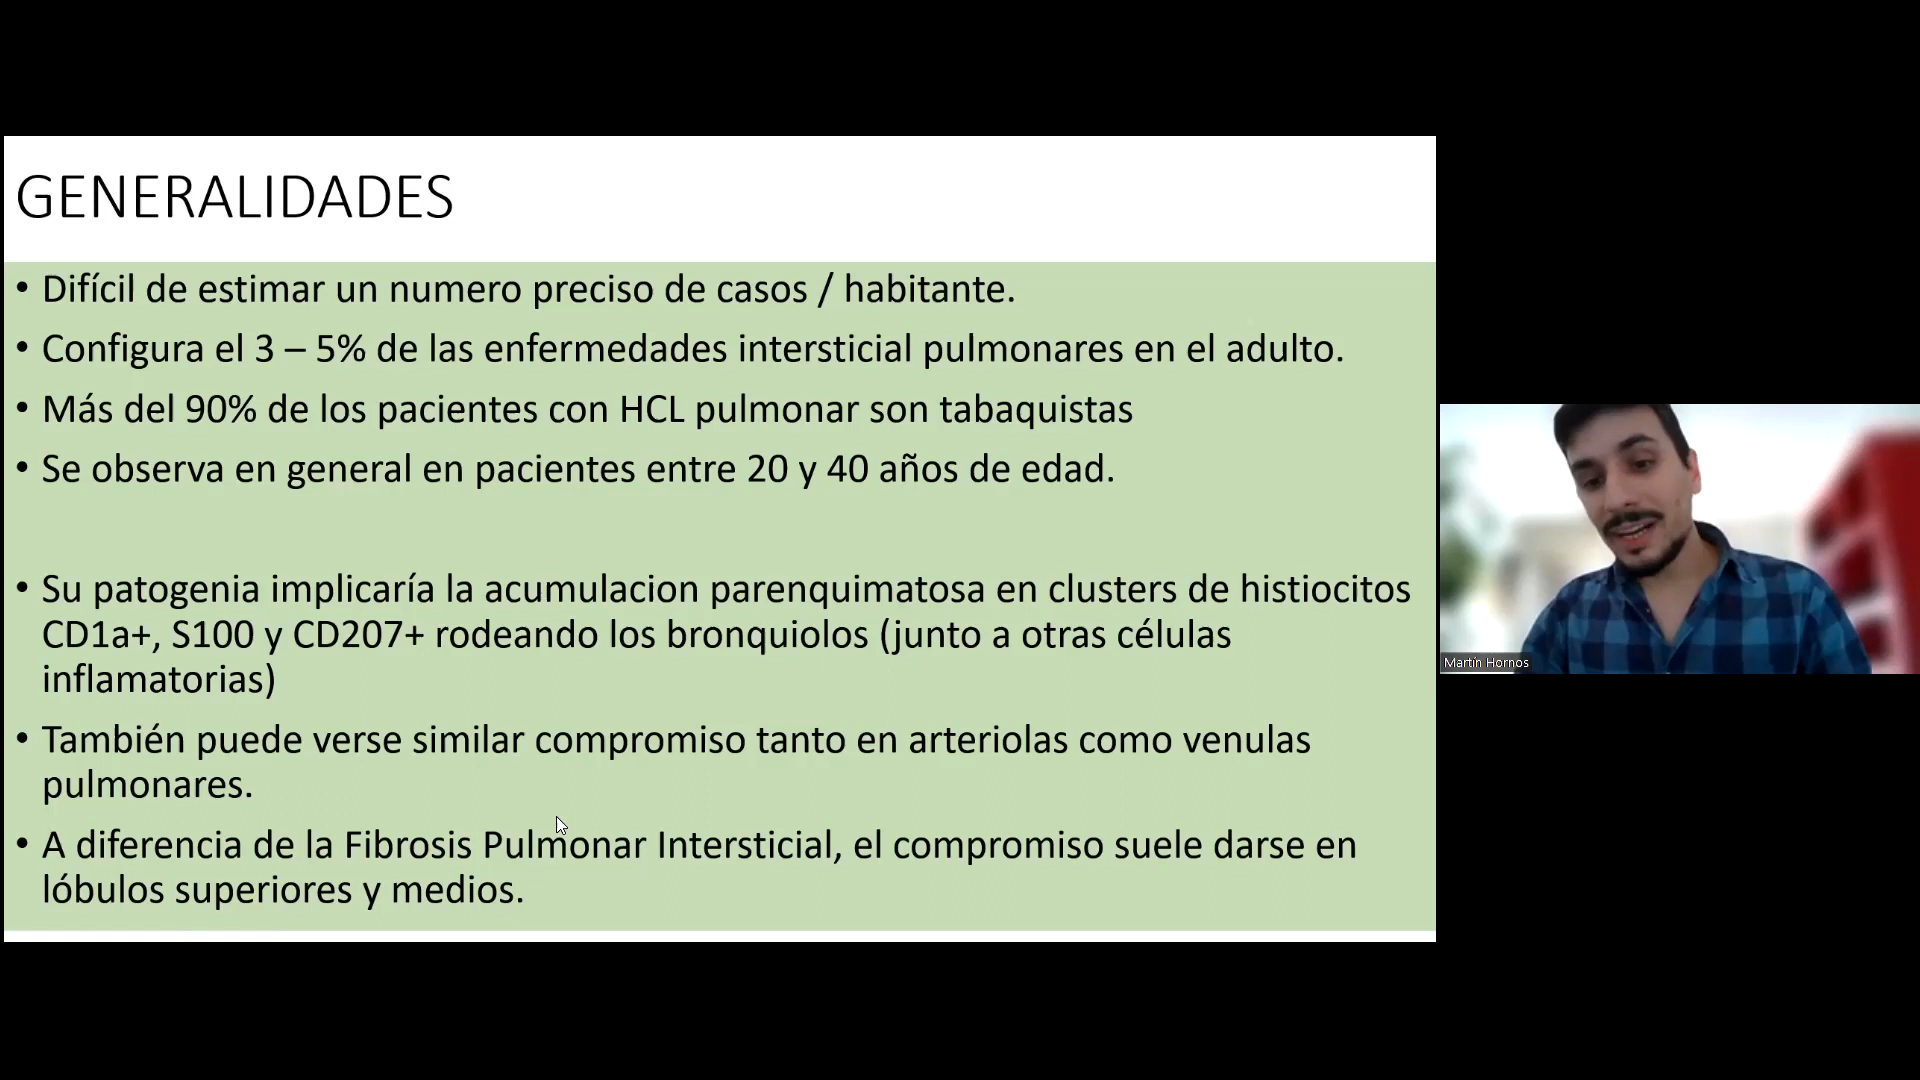 GENERALIDADES
• Difícil de estimar un numero preciso de casos / habitante.
• Configura el 3 – 5% de las enfermedades intersticial pulmonares en el adulto.
• Más del 90% de los pacientes con HCL pulmonar son tabaquistas
• Se observa en general en pacientes entre 20 y 40 años de edad.
• Su patogenia implicaría la acumulacion parenquimatosa en clusters de histiocitos
CD1a+, S100 y CD207+ rodeando los bronquiolos (junto a otras células
inflamatorias)
• También puede verse similar compromiso tanto en arteriolas como venulas
pulmonares.
• A diferencia de la Fibrosis Pulmonar Intersticial, el compromiso suele darse en
lóbulos superiores y medios.
Martín Hornos